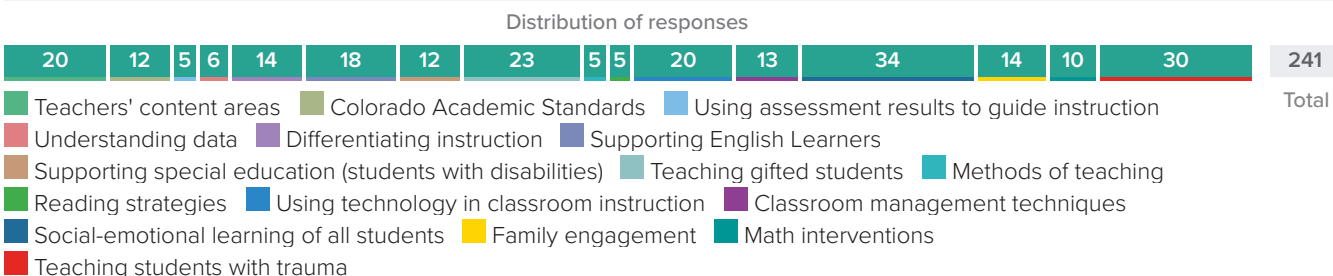 Distribution of responses
20 12 5 6 14 18 12 23 5 5 20 13 34 14 10 30 241
Teachers' content areas Colorado Academic Standards Using assessment results to guide instruction Total
Understanding data Differentiating instruction Supporting English Learners
Supporting special education (students with disabilities) Teaching gifted students Methods of teaching
Reading strategies Using technology in classroom instruction Classroom management techniques
Social-emotional learning of all students Family engagement Math interventions
Teaching students with trauma